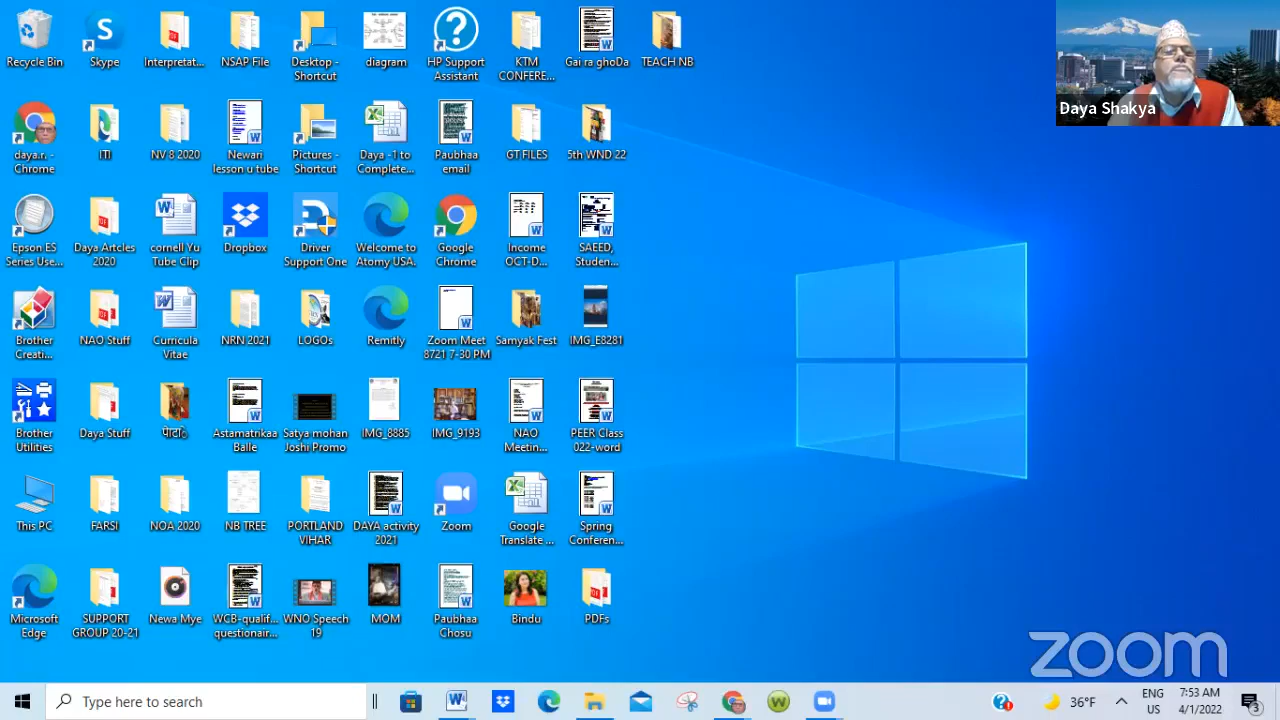 Recycle Bin
Skype
Interpretat...
NSAP File
Desktop -
Shortcut
diagram
HP Support
Assistant
KTM
CONFERE...
Gai ra ghoDa
TEACH NB
Daya Shakya
daya.r. -
Chrome
ITI
NV 8 2020
Newari
lesson u tube
Pictures -
Shortcut
Daya -1 to
Complete...
Paubhaa
email
GT FILES
5th WND 22
Epson ES
Series Use...
Daya Artcles
2020
cornell Yu
Tube Clip
Dropbox
Driver
Support One
Welcome to
Atomy USA.
Google
Chrome
Income
OCT-D...
SAEED,
Studen...
Brother
Creati...
NAO Stuff
Curricula
Vitae
NRN 2021
LOGOs
Remitly
Zoom Meet
8721 7-30 PM
Samyak Fest
IMG_E8281
Brother
Utilities
Daya Stuff
Astamatrikaa
Balle
Satya mohan
Joshi Promo
IMG_8885
IMG_9193
NAO
Meetin...
PEER Class
022-word
This PC
FARSI
NOA 2020
NB TREE
PORTLAND
VIHAR
DAYA activity
2021
Zoom
Google
Translate ...
Spring
Conferen...
Microsoft
Edge
SUPPORT
GROUP 20-21
Newa Mye
WCB-qualif...
questionair...
WNO Speech
19
MOM
Paubhaa
Chosu
Bindu
PDFs
zoom
Type here to search
36°F
ENG
US
7:53 AM
4/1/2022
3